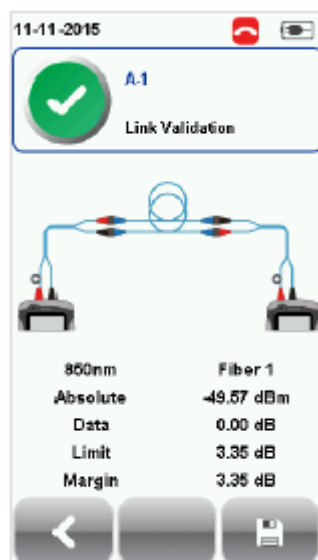 11-11-2015
A-1
Link Validation
850nm Fiber 1
Absolute -49.57 dBm
Data 0.00 dB
Limit 3.35 dB
Margin 3.35 dB